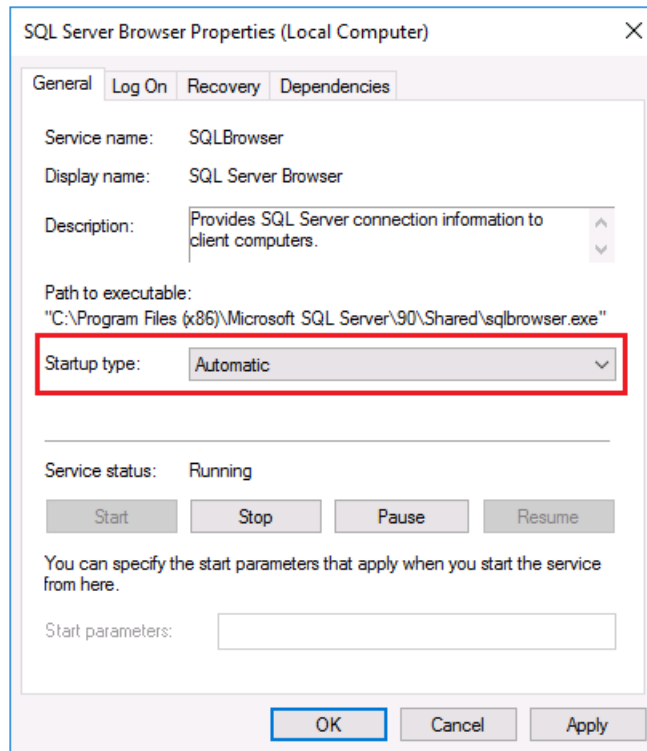 SQL Server Browser Properties (Local Computer)
General Log On Recovery Dependencies
Service name: SQLBrowser
Display name: SQL Server Browser
Description: Provides SQL Server connection information to
client computers.
Path to executable:
"C:\Program Files (x86)\Microsoft SQL Server\90\Shared\sqlbrowser.exe"
Startup type: Automatic
Service status: Running
Start Stop Pause Resume
You can specify the start parameters that apply when you start the service
from here.
Start parameters:
OK Cancel Apply